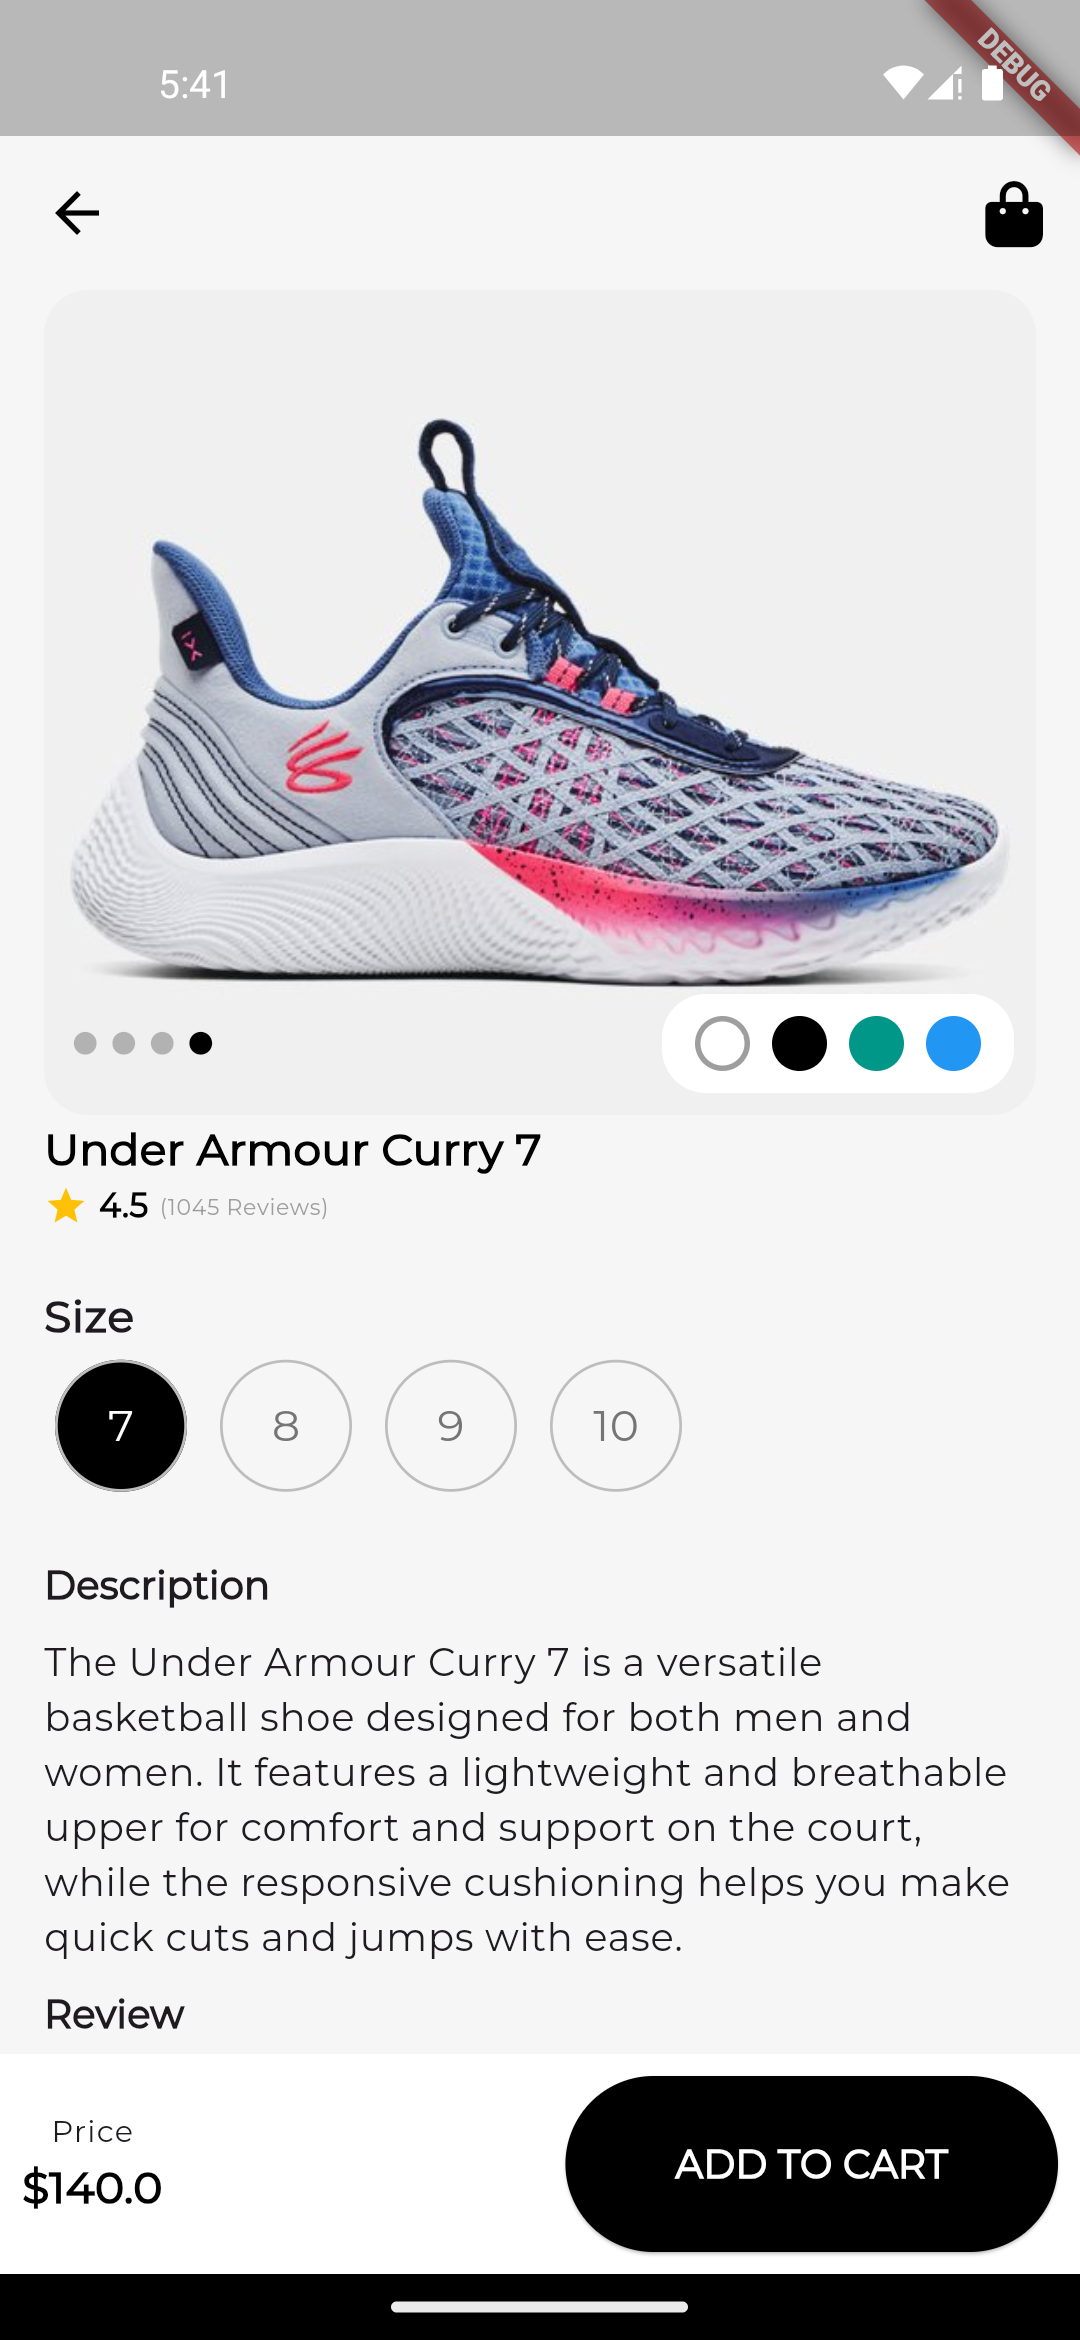 5:41
DEBUG
Under Armour Curry 7
4.5 (1045 Reviews)
Size
7 8 9 10
Description
The Under Armour Curry 7 is a versatile
basketball shoe designed for both men and
women. It features a lightweight and breathable
upper for comfort and support on the court,
while the responsive cushioning helps you make
quick cuts and jumps with ease.
Review
Price
$140.0
ADD TO CART